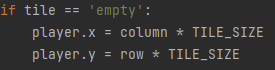 if tile == 'empty':
    player.x = column * TILE_SIZE
    player.y = row * TILE_SIZE